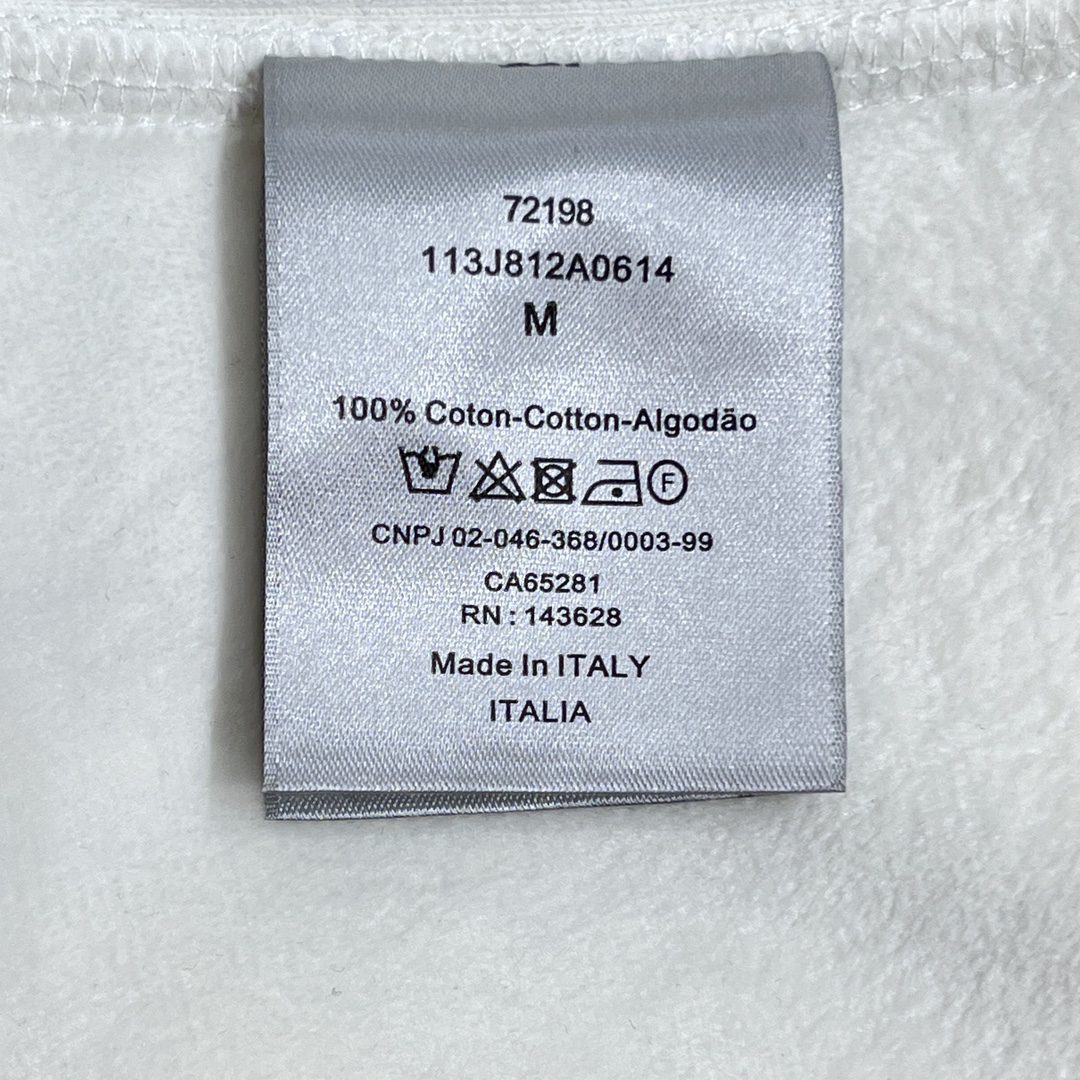 72198
113J812A0614
M
100% Coton-Cotton-Algodão
F
CNPJ 02-046-368/0003-99
CA65281
RN : 143628
Made In ITALY
ITALIA